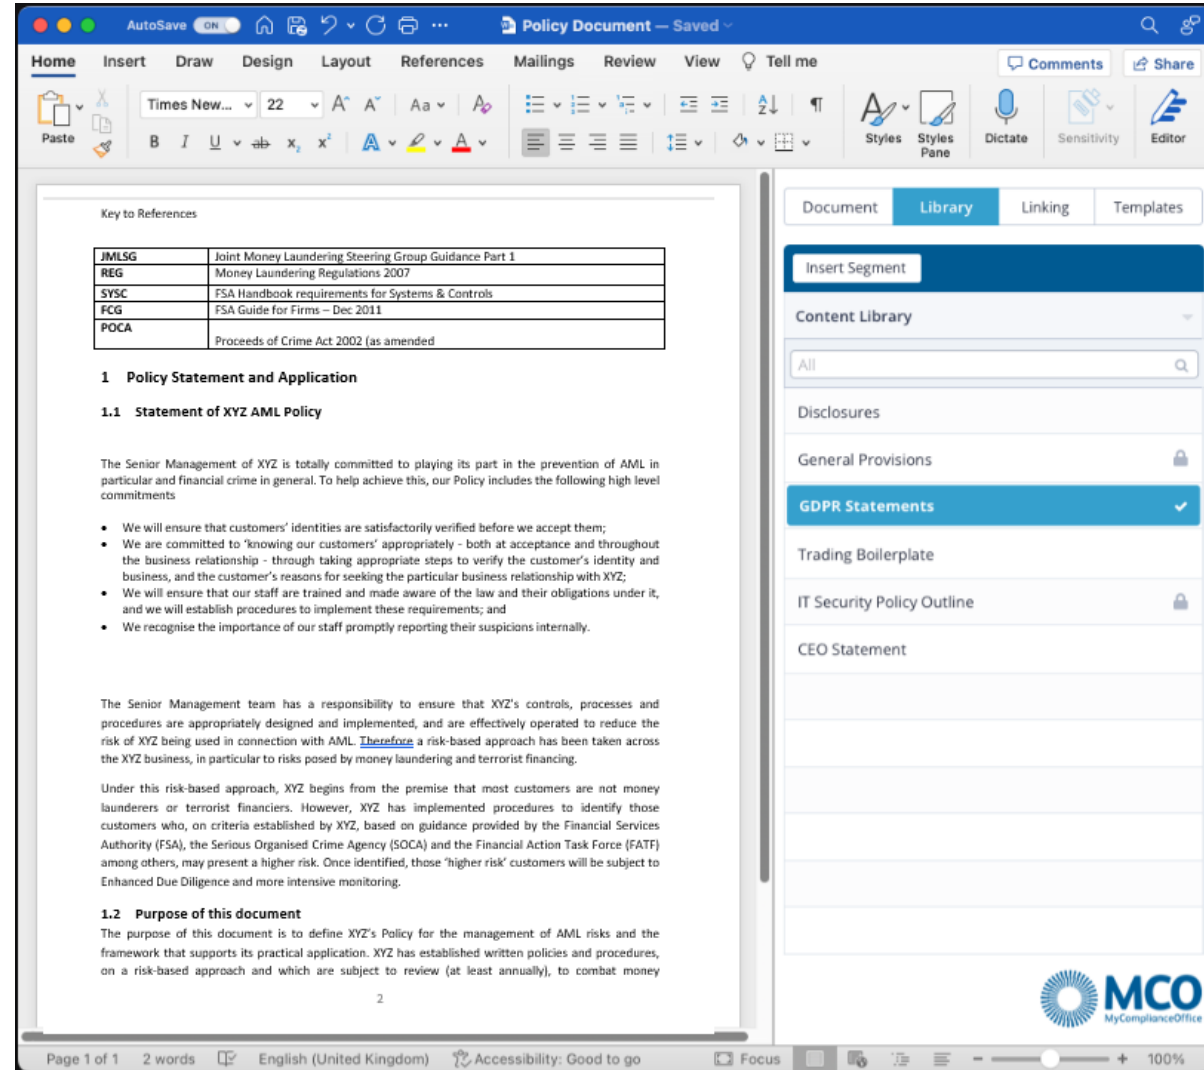 AutoSave ON ••• Policy Document — Saved
Home Insert Draw Design Layout References Mailings Review View Tell me Comments Share
Times New... 22 A A Aa A A Z ¶
Paste B I U ab x₂ x² A A Styles Styles Pane Dictate Sensitivity Editor
Key to References
JMLSG Joint Money Laundering Steering Group Guidance Part 1
REG Money Laundering Regulations 2007
SYSC FSA Handbook requirements for Systems & Controls
FCG FSA Guide for Firms – Dec 2011
POCA
Proceeds of Crime Act 2002 (as amended
1 Policy Statement and Application
1.1 Statement of XYZ AML Policy
The Senior Management of XYZ is totally committed to playing its part in the prevention of AML in
particular and financial crime in general. To help achieve this, our Policy includes the following high level
commitments
• We will ensure that customers' identities are satisfactorily verified before we accept them;
• We are committed to 'knowing our customers' appropriately - both at acceptance and throughout
the business relationship - through taking appropriate steps to verify the customer's identity and
business, and the customer's reasons for seeking the particular business relationship with XYZ;
• We will ensure that our staff are trained and made aware of the law and their obligations under it,
and we will establish procedures to implement these requirements; and
• We recognise the importance of our staff promptly reporting their suspicions internally.
The Senior Management team has a responsibility to ensure that XYZ's controls, processes and
procedures are appropriately designed and implemented, and are effectively operated to reduce the
risk of XYZ being used in connection with AML. Therefore a risk-based approach has been taken across
the XYZ business, in particular to risks posed by money laundering and terrorist financing.
Under this risk-based approach, XYZ begins from the premise that most customers are not money
launderers or terrorist financiers. However, XYZ has implemented procedures to identify those
customers who, on criteria established by XYZ, based on guidance provided by the Financial Services
Authority (FSA), the Serious Organised Crime Agency (SOCA) and the Financial Action Task Force (FATF)
among others, may present a higher risk. Once identified, those 'higher risk' customers will be subject to
Enhanced Due Diligence and more intensive monitoring.
1.2 Purpose of this document
The purpose of this document is to define XYZ's Policy for the management of AML risks and the
framework that supports its practical application. XYZ has established written policies and procedures,
on a risk-based approach and which are subject to review (at least annually), to combat money
2
Document Library Linking Templates
Insert Segment
Content Library
All
Disclosures
General Provisions
GDPR Statements
Trading Boilerplate
IT Security Policy Outline
CEO Statement
MCO
MyComplianceOffice
Page 1 of 1 2 words English (United Kingdom) Accessibility: Good to go Focus 100%